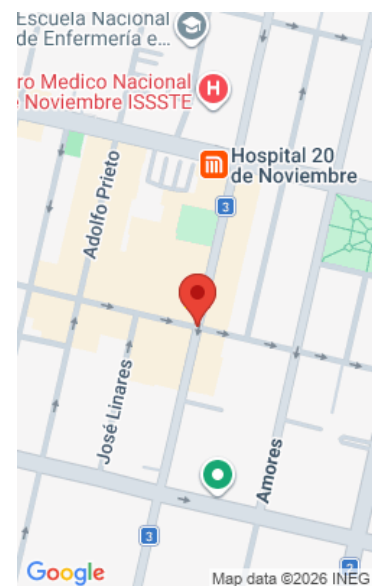 Escuela Nacional
de Enfermería e...
ro Medico Nacional
Noviembre ISSSTE
H
Hospital 20
de Noviembre
Adolfo Prieto
3
José Linares
Amores
3
Google
Map data ©2026 INEG